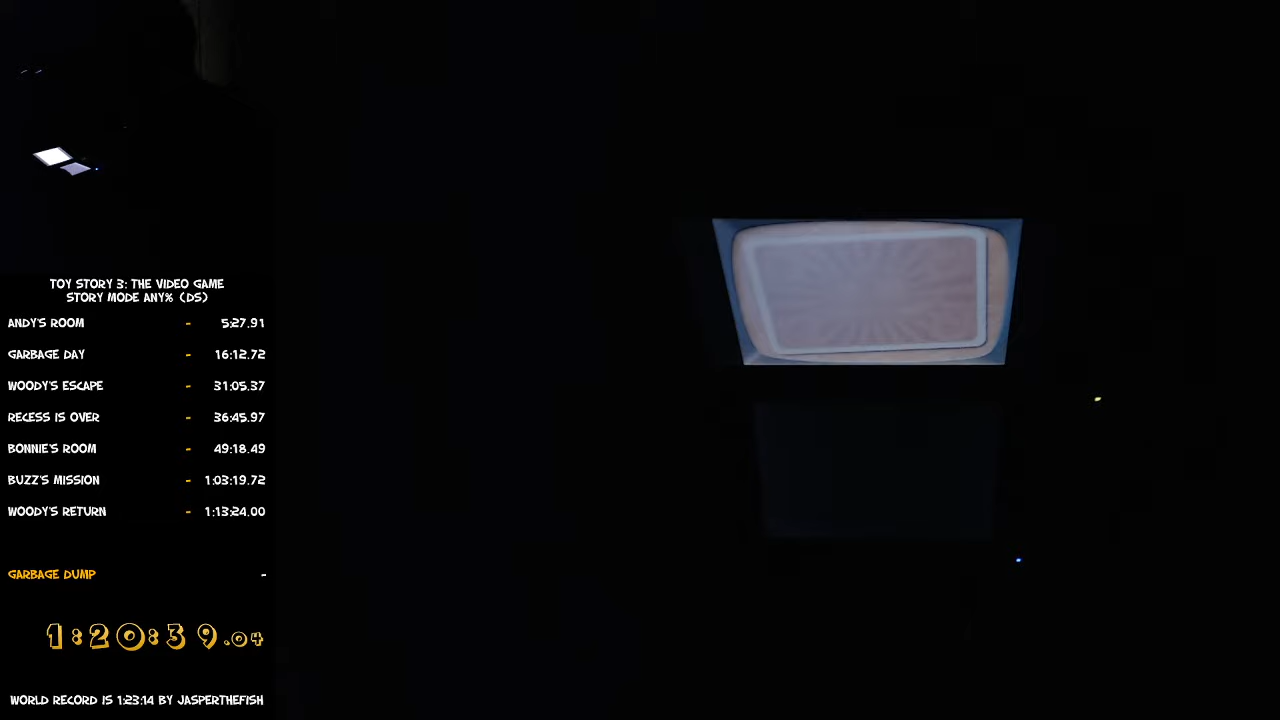 TOY STORY 3: THE VIDEO GAME
STORY MODE ANY% (DS)
ANDY'S ROOM - 5:27.91
GARBAGE DAY - 16:12.72
WOODY'S ESCAPE - 31:05.37
RECESS IS OVER - 36:45.97
BONNIE'S ROOM - 49:18.49
BUZZ'S MISSION - 1:03:19.72
WOODY'S RETURN - 1:13:24.00
GARBAGE DUMP -
1:20:39.04
WORLD RECORD IS 1:23:14 BY JASPERTHEFISH